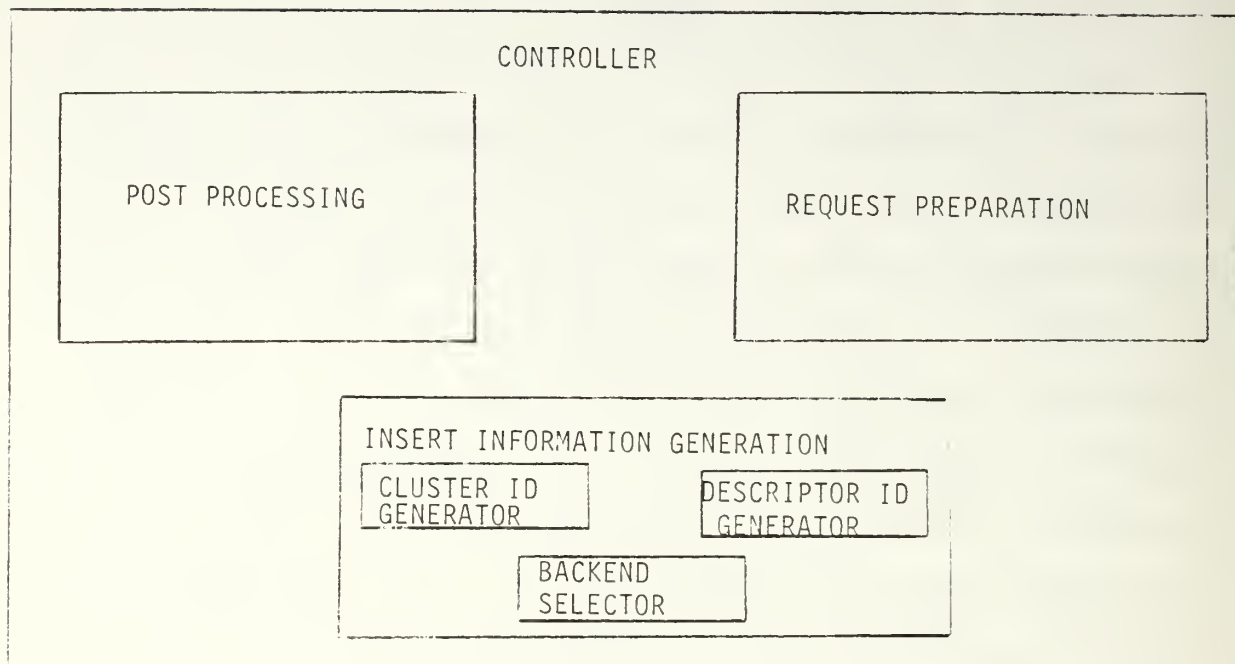 CONTROLLER
POST PROCESSING
REQUEST PREPARATION
INSERT INFORMATION GENERATION
CLUSTER ID
GENERATOR
DESCRIPTOR ID
GENERATOR
BACKEND
SELECTOR